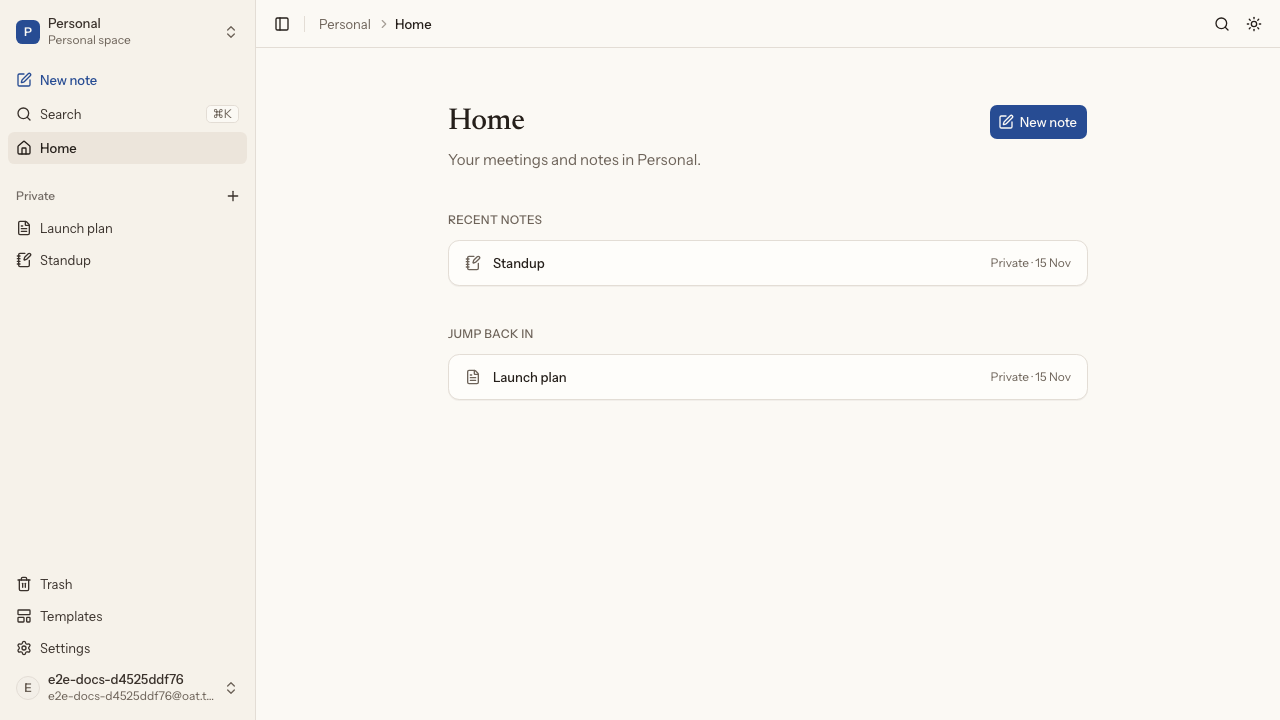 P
Personal
Personal space
New note
Search
⌘K
Home
Private
Launch plan
Standup
Trash
Templates
Settings
E
e2e-docs-d4525ddf76
e2e-docs-d4525ddf76@oat.t…
Personal
Home
Home
New note
Your meetings and notes in Personal.
RECENT NOTES
Standup
Private · 15 Nov
JUMP BACK IN
Launch plan
Private · 15 Nov